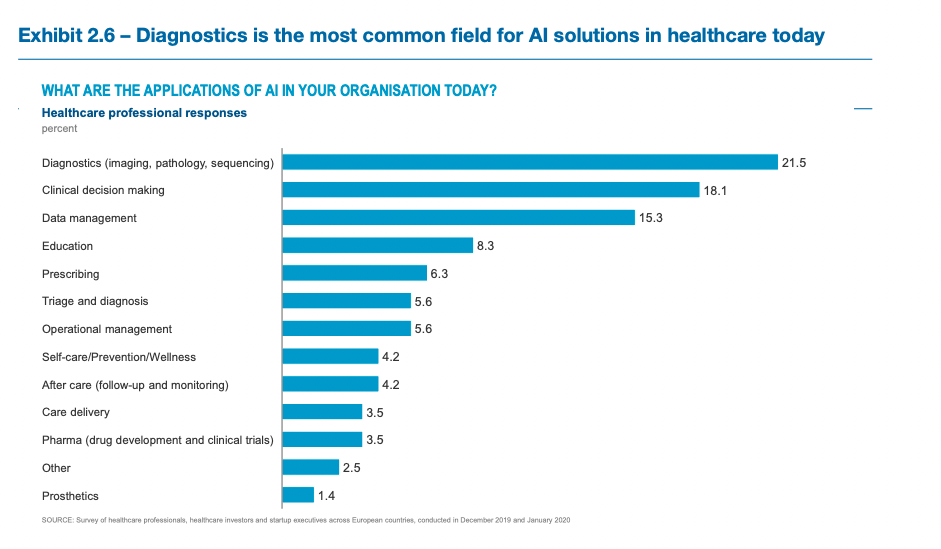 Exhibit 2.6 – Diagnostics is the most common field for AI solutions in healthcare today
WHAT ARE THE APPLICATIONS OF AI IN YOUR ORGANISATION TODAY?
Healthcare professional responses
percent
Diagnostics (imaging, pathology, sequencing) 21.5
Clinical decision making 18.1
Data management 15.3
Education 8.3
Prescribing 6.3
Triage and diagnosis 5.6
Operational management 5.6
Self-care/Prevention/Wellness 4.2
After care (follow-up and monitoring) 4.2
Care delivery 3.5
Pharma (drug development and clinical trials) 3.5
Other 2.5
Prosthetics 1.4
SOURCE: Survey of healthcare professionals, healthcare investors and startup executives across European countries, conducted in December 2019 and January 2020